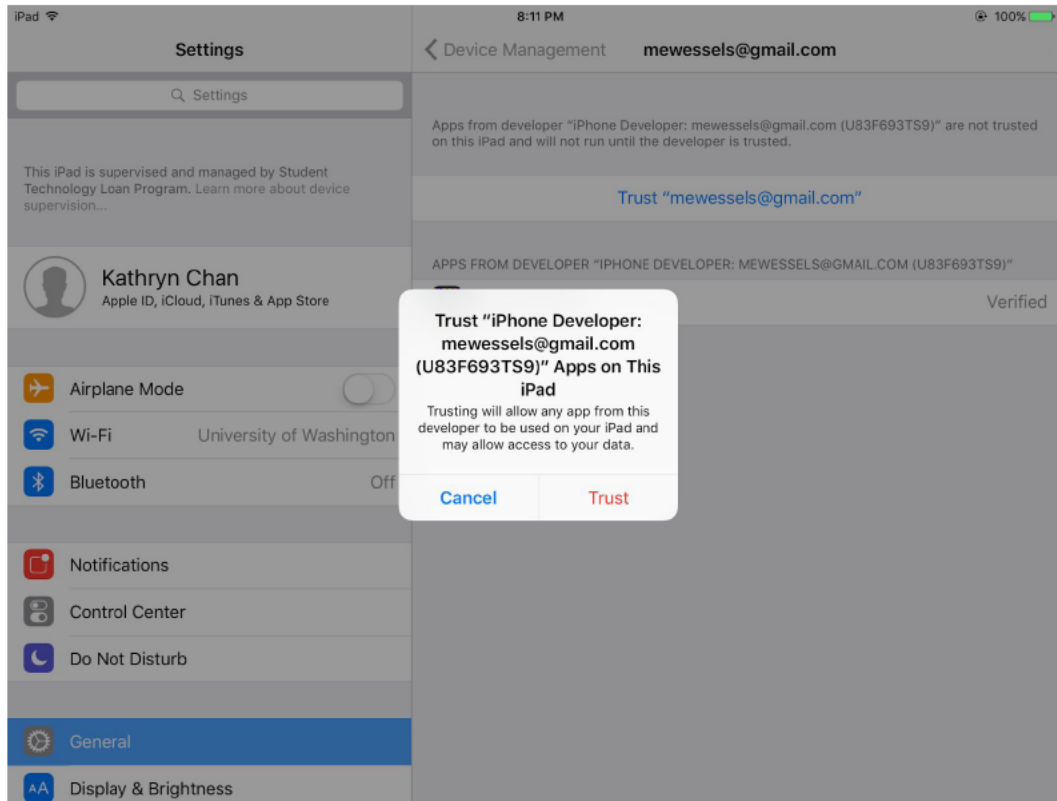 iPad
8:11 PM
100%
Settings
Device Management
mewessels@gmail.com
Settings
Apps from developer “iPhone Developer: mewessels@gmail.com (U83F693TS9)” are not trusted
on this iPad and will not run until the developer is trusted.
This iPad is supervised and managed by Student
Technology Loan Program. Learn more about device
supervision...
Trust “mewessels@gmail.com”
Kathryn Chan
Apple ID, iCloud, iTunes & App Store
APPS FROM DEVELOPER “IPHONE DEVELOPER: MEWESSELS@GMAIL.COM (U83F693TS9)”
Verified
Trust “iPhone Developer:
mewessels@gmail.com
(U83F693TS9)” Apps on This
iPad
Trusting will allow any app from this
developer to be used on your iPad and
may allow access to your data.
Cancel
Trust
Airplane Mode
Wi-Fi
University of Washington
Bluetooth
Off
Notifications
Control Center
Do Not Disturb
General
AA
Display & Brightness